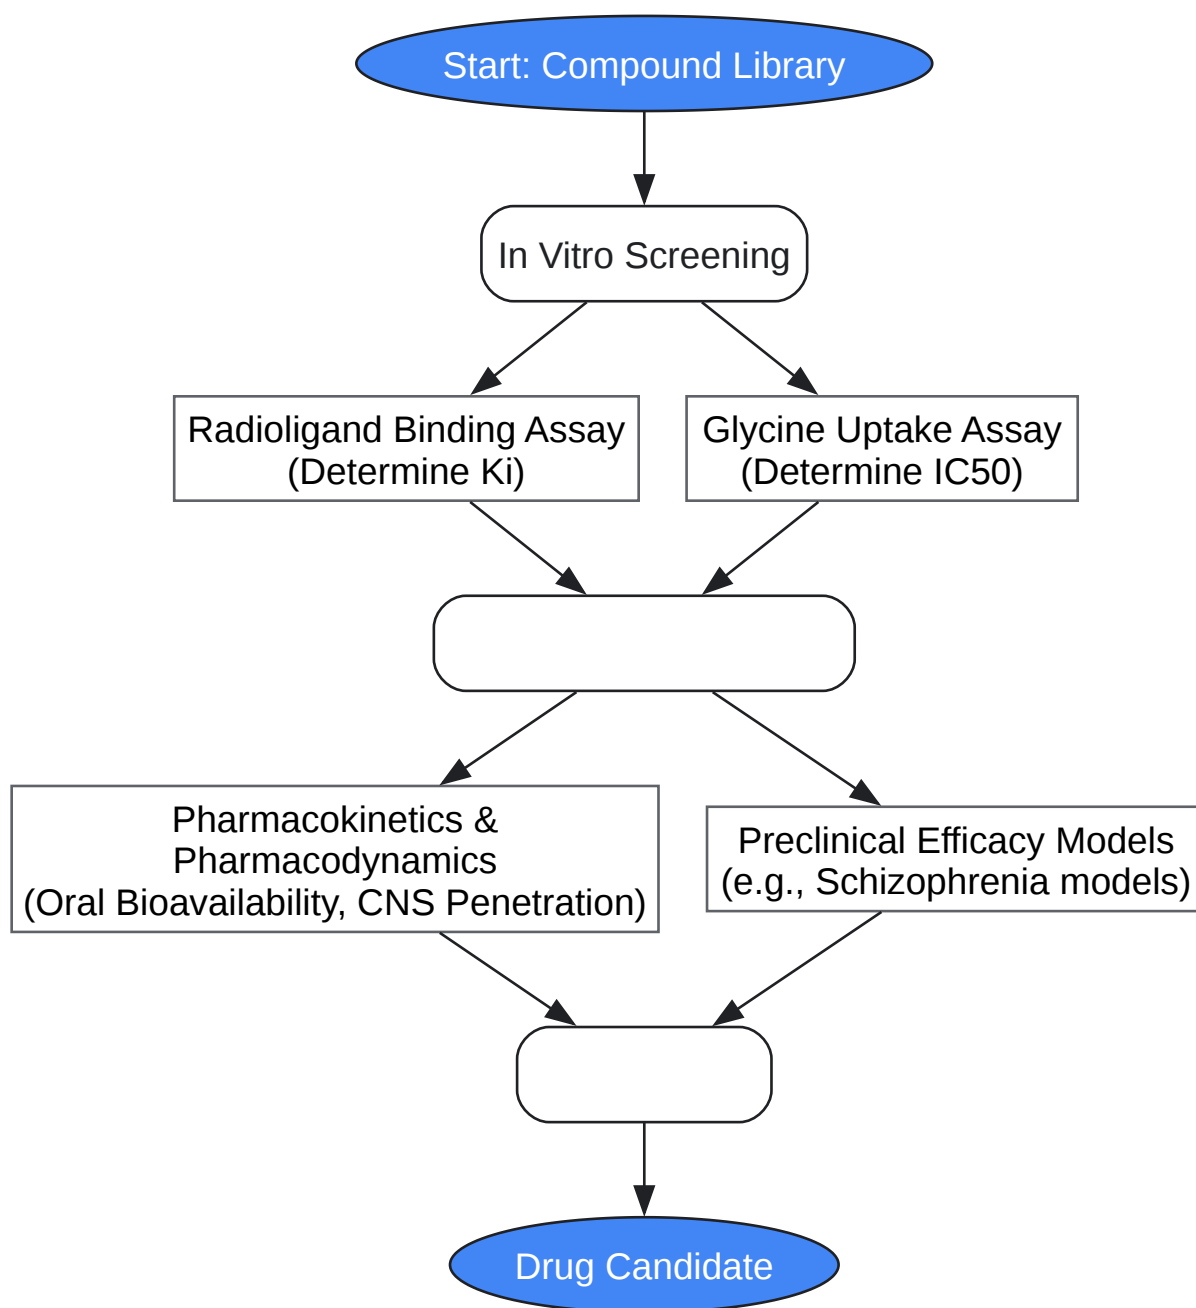 Start: Compound Library
In Vitro Screening
Radioligand Binding Assay
(Determine Ki)
Glycine Uptake Assay
(Determine IC50)
Pharmacokinetics &
Pharmacodynamics
(Oral Bioavailability, CNS Penetration)
Preclinical Efficacy Models
(e.g., Schizophrenia models)
Drug Candidate